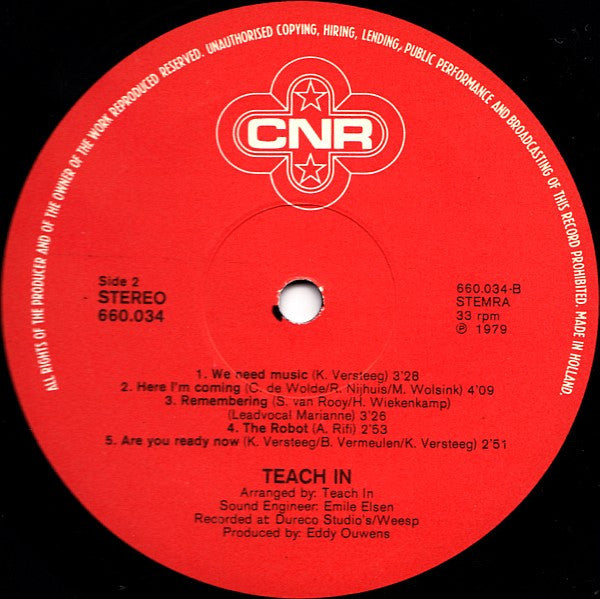 ALL RIGHTS OF THE PRODUCER AND OF THE OWNER OF THE WORK REPRODUCED RESERVED. UNAUTHORISED COPYING, HIRING, LENDING, PUBLIC PERFORMANCE AND BROADCASTING OF THIS RECORD PROHIBITED. MADE IN HOLLAND.
CNR
Side 2
STEREO
660.034
660.034-B
STEMRA
33 rpm
℗ 1979
1. We need music (K. Versteeg) 3'28
2. Here I'm coming (C. de Wolde/R. Nijhuis/M. Wolsink) 4'09
3. Remembering (S. van Rooy/H. Wiekenkamp)
(Leadvocal Marianne) 3'26
4. The Robot (A. Rifi) 2'53
5. Are you ready now (K. Versteeg/B. Vermeulen/K. Versteeg) 2'51
TEACH IN
Arranged by: Teach In
Sound Engineer: Emile Elsen
Recorded at: Dureco Studio's/Weesp
Produced by: Eddy Ouwens